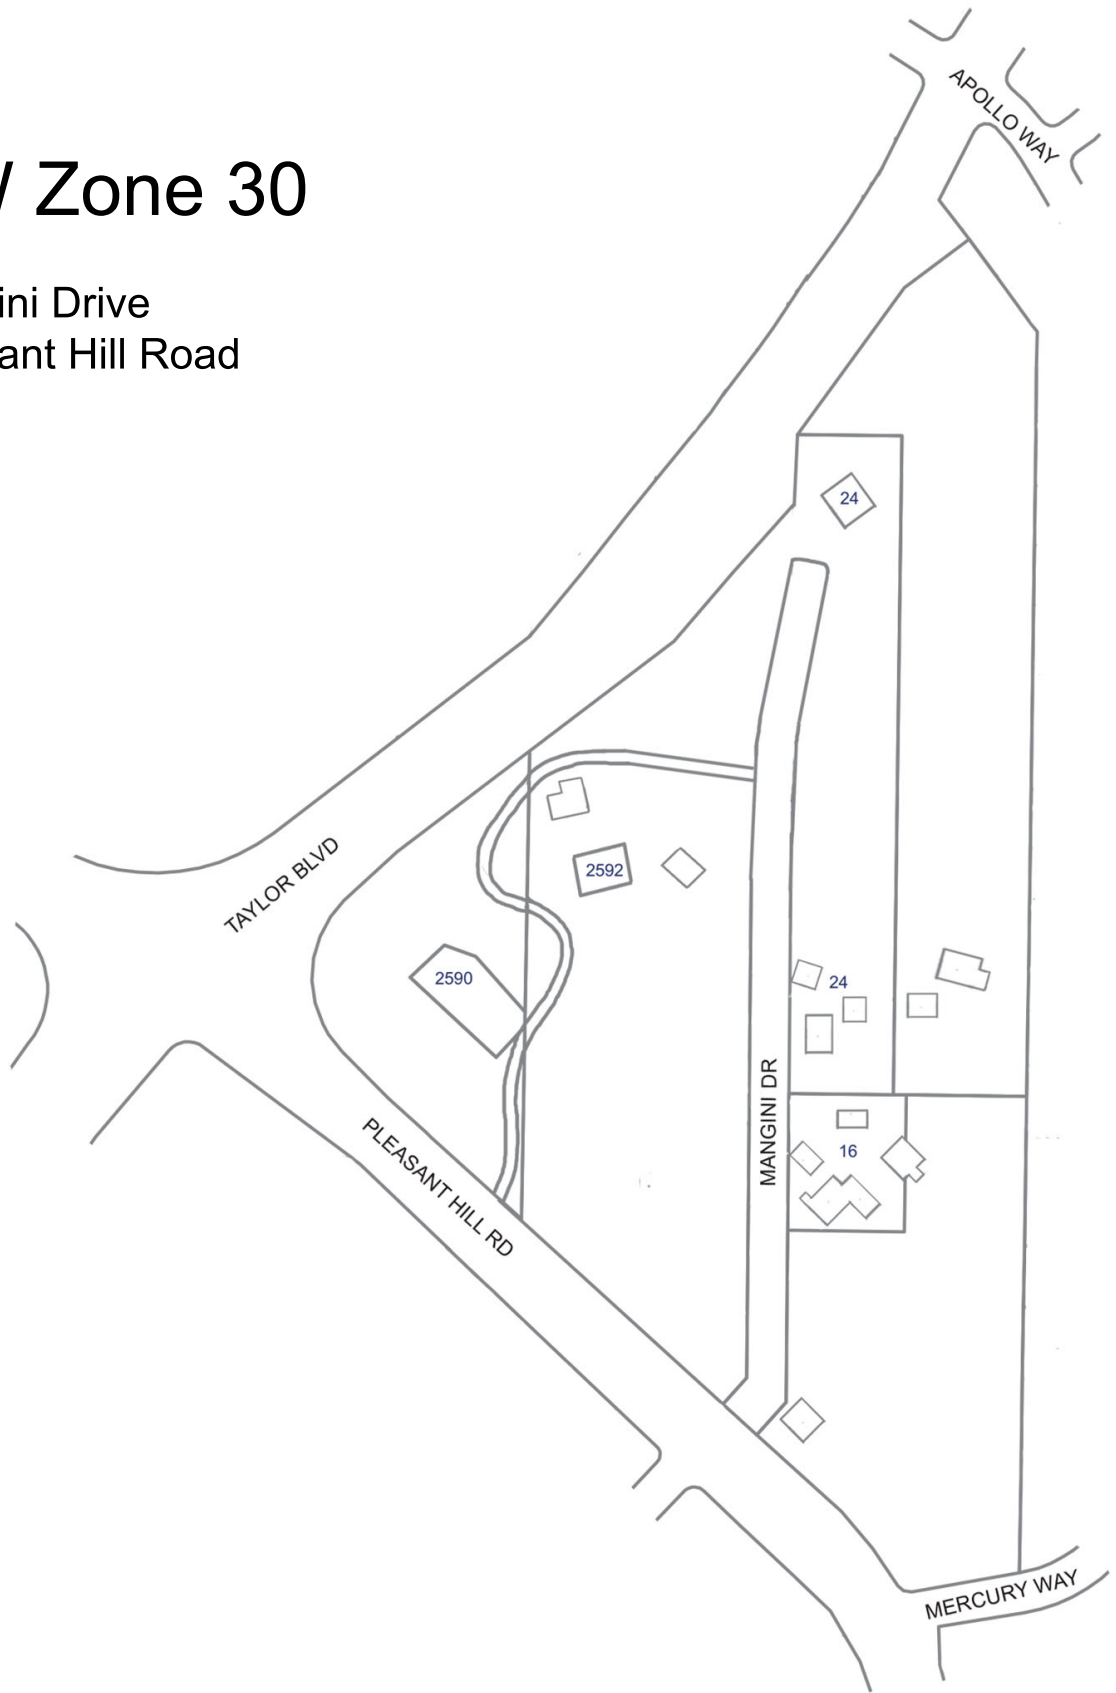 Zone 30
ini Drive
ant Hill Road
APOLLO WAY
24
TAYLOR BLVD
2592
2590
24
MANGINI DR
16
PLEASANT HILL RD
MERCURY WAY